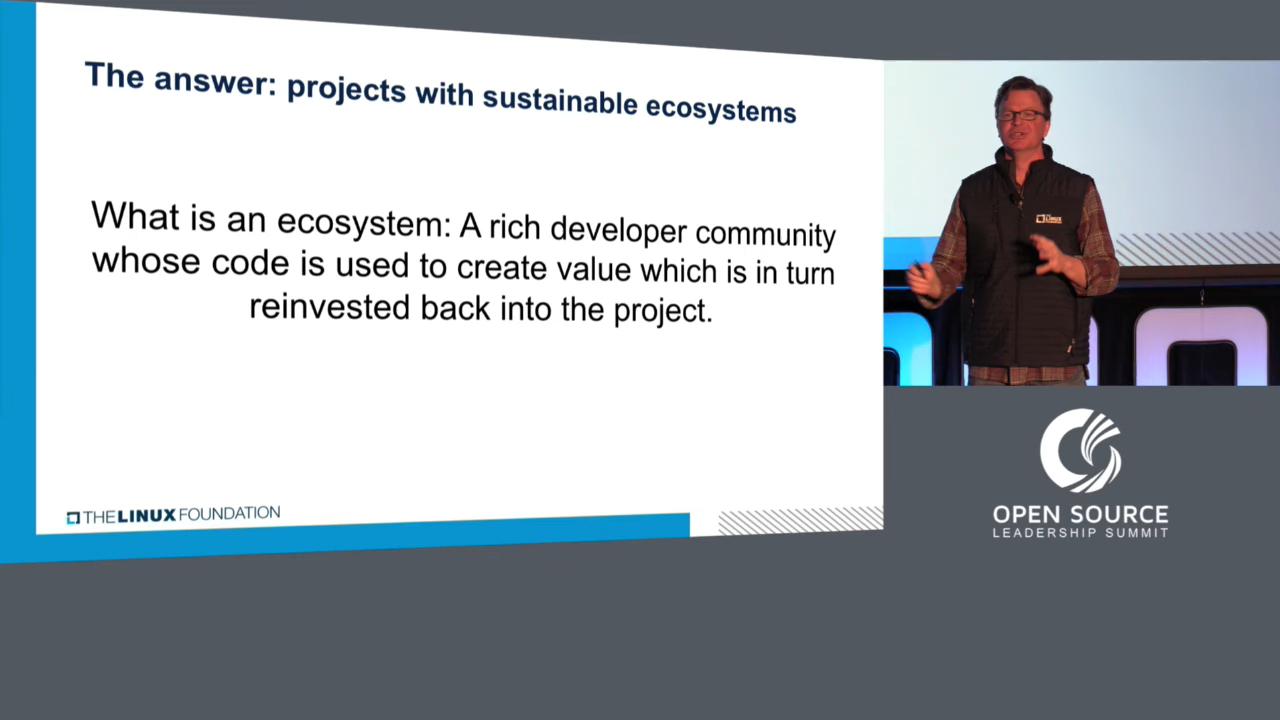 The answer: projects with sustainable ecosystems
What is an ecosystem: A rich developer community
whose code is used to create value which is in turn
reinvested back into the project.
THE LINUX FOUNDATION
LINUX
OPEN SOURCE
LEADERSHIP SUMMIT